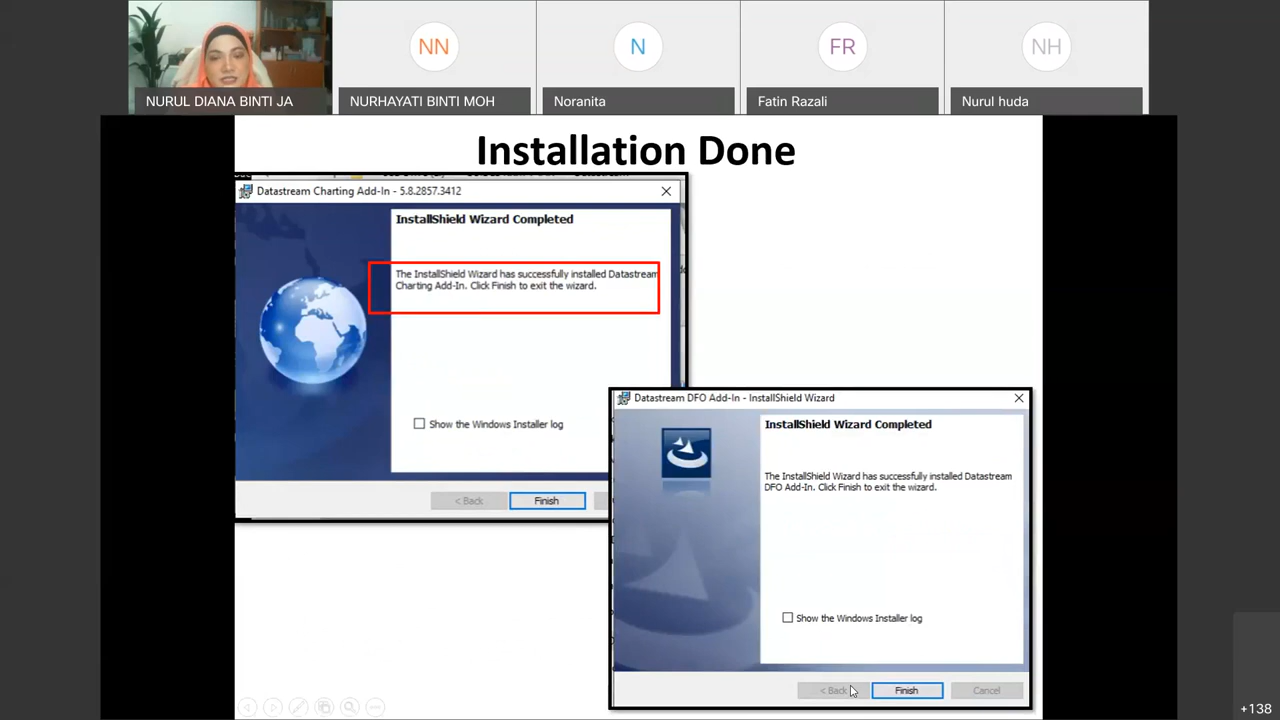 NN
N
FR
NH
NURUL DIANA BINTI JA
NURHAYATI BINTI MOH
Noranita
Fatin Razali
Nurul huda
Installation Done
Datastream Charting Add-In - 5.8.2857.3412
InstallShield Wizard Completed
The InstallShield Wizard has successfully installed Datastream
Charting Add-In. Click Finish to exit the wizard.
Show the Windows Installer log
< Back
Finish
Datastream DFO Add-In - InstallShield Wizard
InstallShield Wizard Completed
The InstallShield Wizard has successfully installed Datastream
DFO Add-In. Click Finish to exit the wizard.
Show the Windows Installer log
< Back
Finish
Cancel
+138